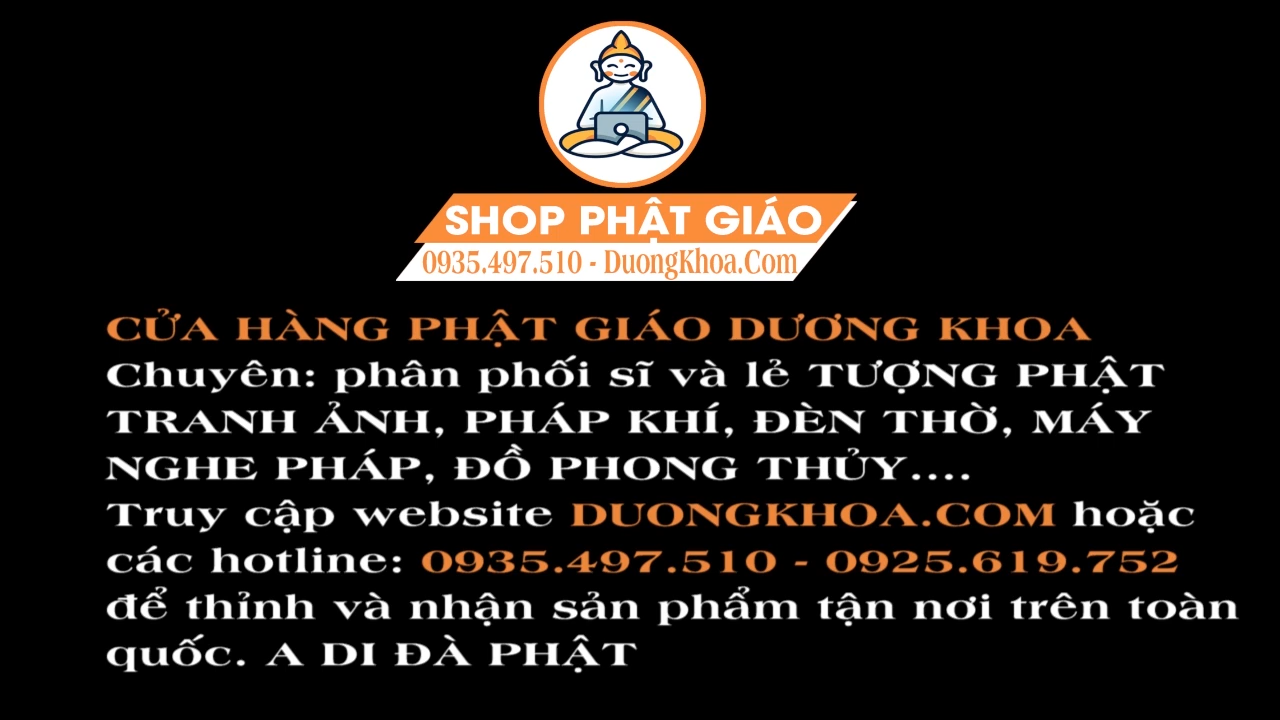 SHOP PHẬT GIÁO
0935.497.510 - DuongKhoa.Com
CỬA HÀNG PHẬT GIÁO DƯƠNG KHOA
Chuyên: phân phối sĩ và lẻ TƯỢNG PHẬT
TRANH ẢNH, PHÁP KHÍ, ĐÈN THỜ, MÁY
NGHE PHÁP, ĐỒ PHONG THỦY....
Truy cập website DUONGKHOA.COM hoặc
các hotline: 0935.497.510 - 0925.619.752
để thỉnh và nhận sản phẩm tận nơi trên toàn
quốc. A DI ĐÀ PHẬT